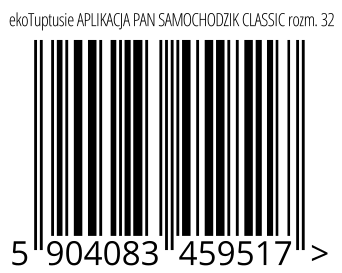 ekoTuptusie APLIKACJA PAN SAMOCHODZIK CLASSIC rozm. 32
5 904083 459517 >